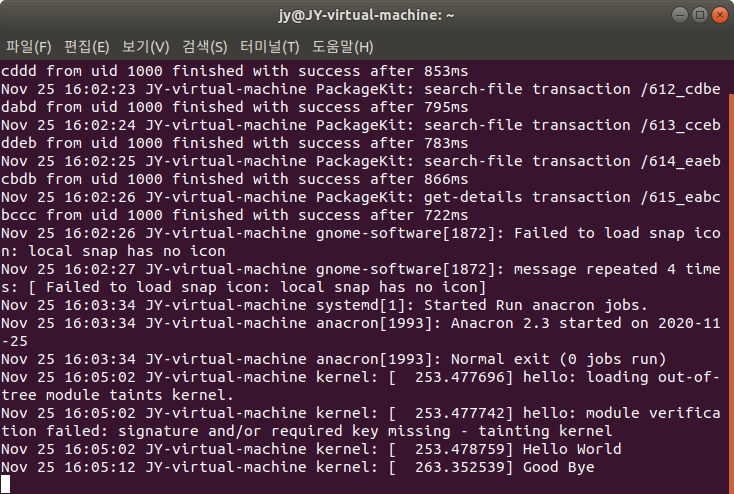 jy@JY-virtual-machine: ~
파일(F) 편집(E) 보기(V) 검색(S) 터미널(T) 도움말(H)
cddd from uid 1000 finished with success after 853ms
Nov 25 16:02:23 JY-virtual-machine PackageKit: search-file transaction /612_cdbe
dabd from uid 1000 finished with success after 795ms
Nov 25 16:02:24 JY-virtual-machine PackageKit: search-file transaction /613_cceb
ddeb from uid 1000 finished with success after 783ms
Nov 25 16:02:25 JY-virtual-machine PackageKit: search-file transaction /614_eaeb
cbdb from uid 1000 finished with success after 866ms
Nov 25 16:02:26 JY-virtual-machine PackageKit: get-details transaction /615_eabc
bccc from uid 1000 finished with success after 722ms
Nov 25 16:02:26 JY-virtual-machine gnome-software[1872]: Failed to load snap ico
n: local snap has no icon
Nov 25 16:02:27 JY-virtual-machine gnome-software[1872]: message repeated 4 time
s: [ Failed to load snap icon: local snap has no icon]
Nov 25 16:03:34 JY-virtual-machine systemd[1]: Started Run anacron jobs.
Nov 25 16:03:34 JY-virtual-machine anacron[1993]: Anacron 2.3 started on 2020-11
-25
Nov 25 16:03:34 JY-virtual-machine anacron[1993]: Normal exit (0 jobs run)
Nov 25 16:05:02 JY-virtual-machine kernel: [  253.477696] hello: loading out-of-
tree module taints kernel.
Nov 25 16:05:02 JY-virtual-machine kernel: [  253.477742] hello: module verifica
tion failed: signature and/or required key missing - tainting kernel
Nov 25 16:05:02 JY-virtual-machine kernel: [  253.478759] Hello World
Nov 25 16:05:12 JY-virtual-machine kernel: [  263.352539] Good Bye